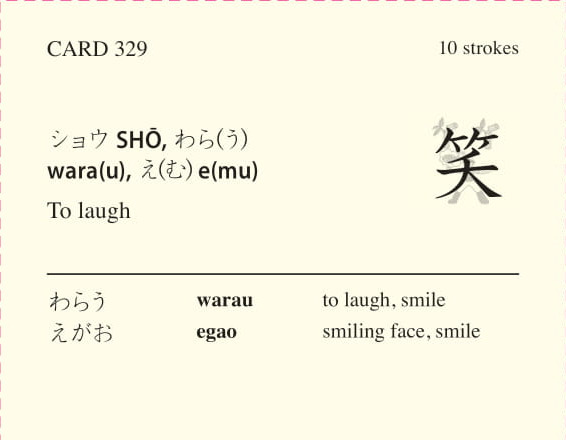 CARD 329 10 strokes
ショウ SHŌ, わら(う)
wara(u), え(む) e(mu)
笑
To laugh
わらう warau to laugh, smile
えがお egao smiling face, smile